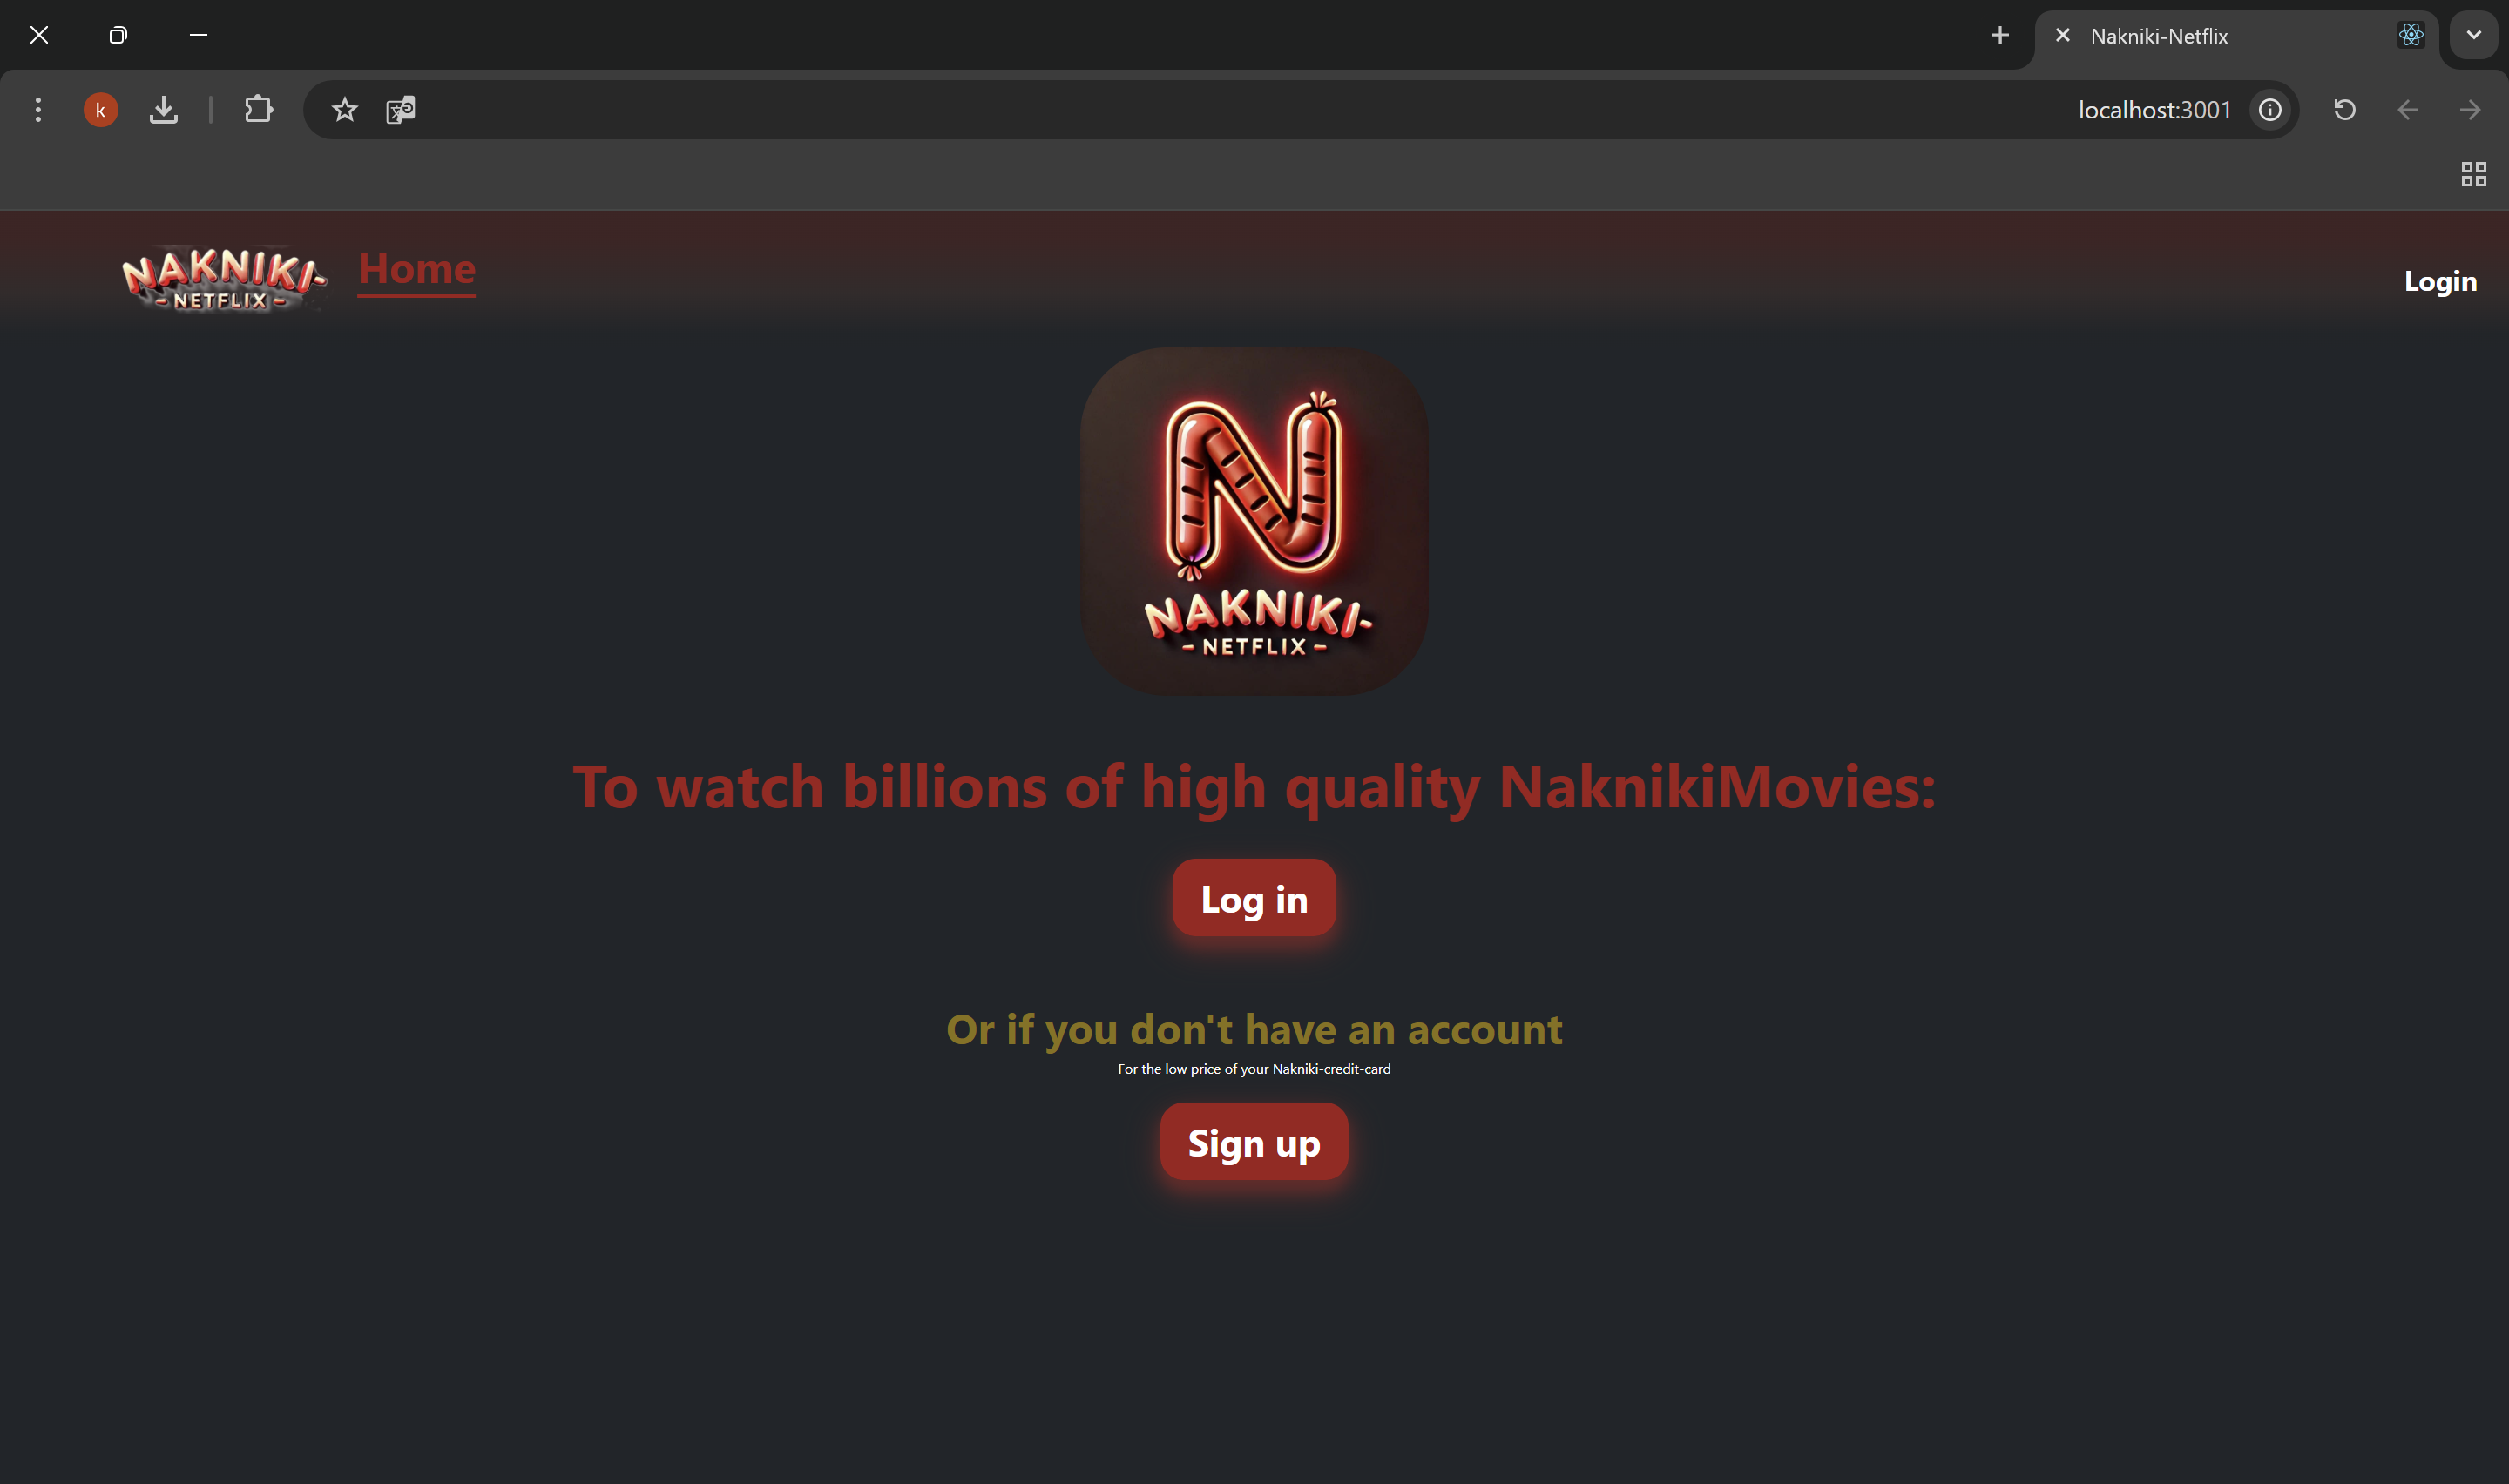 Nakniki-Netflix
k
localhost:3001
NAKNIKI-
- NETFLIX -
Home
Login
N
NAKNIKI-
- NETFLIX -
To watch billions of high quality NaknikiMovies:
Log in
Or if you don't have an account
For the low price of your Nakniki-credit-card
Sign up